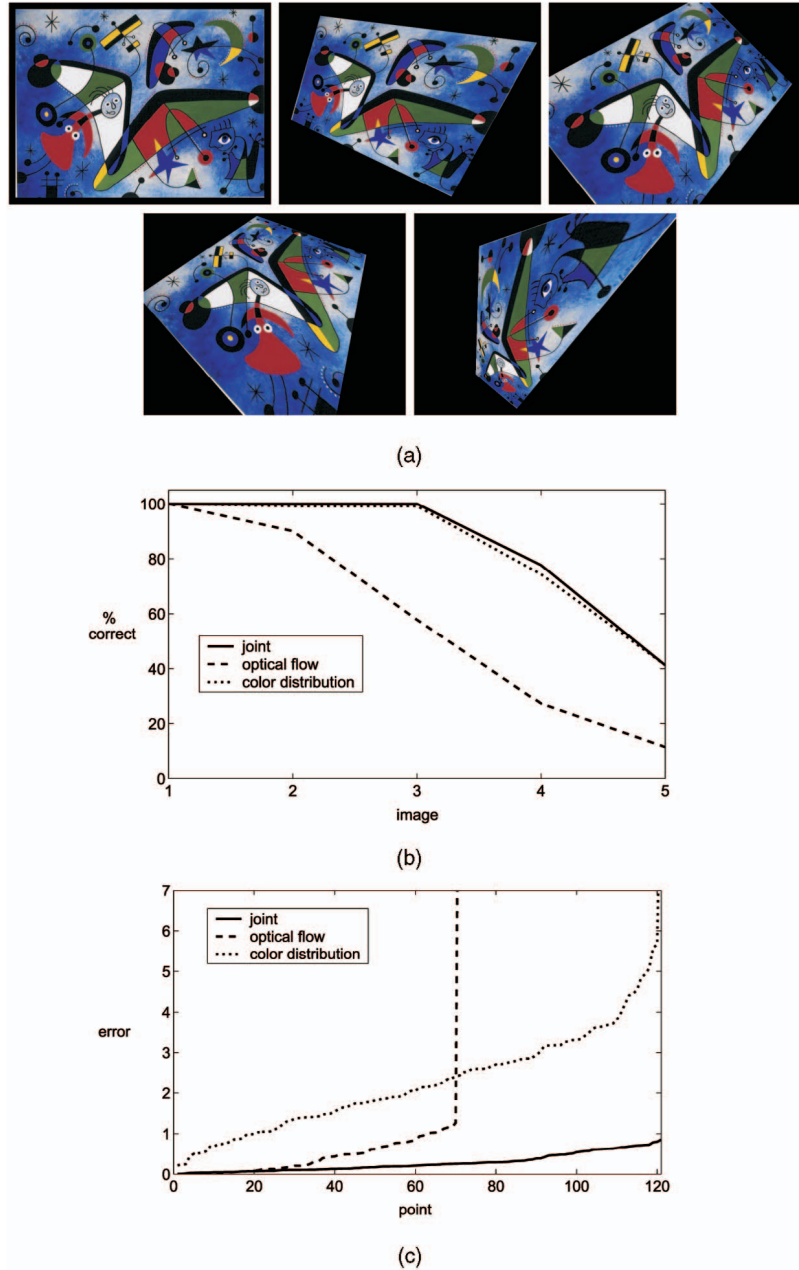 (a)
100
80
60
40
20
0
%
correct
joint
optical flow
color distribution
1 2 3 4 5
image
(b)
7
6
5
4
3
2
1
0
error
joint
optical flow
color distribution
0 20 40 60 80 100 120
point
(c)